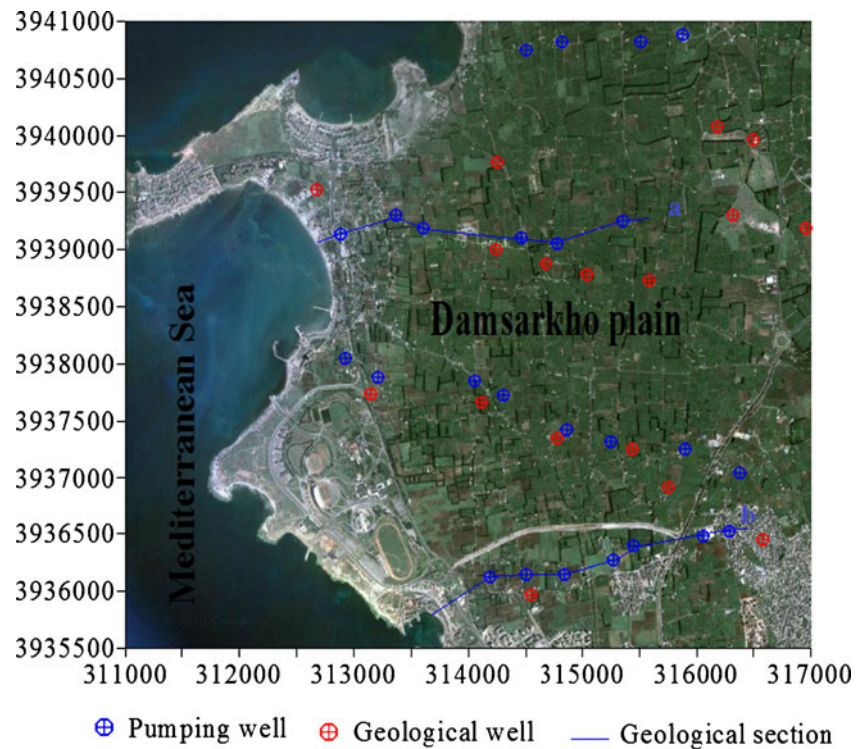 3941000
3940500
3940000
3939500
3939000
3938500
3938000
3937500
3937000
3936500
3936000
3935500
311000 312000 313000 314000 315000 316000 317000
a
Damsarkho plain
Mediterranean Sea
b
Pumping well Geological well Geological section